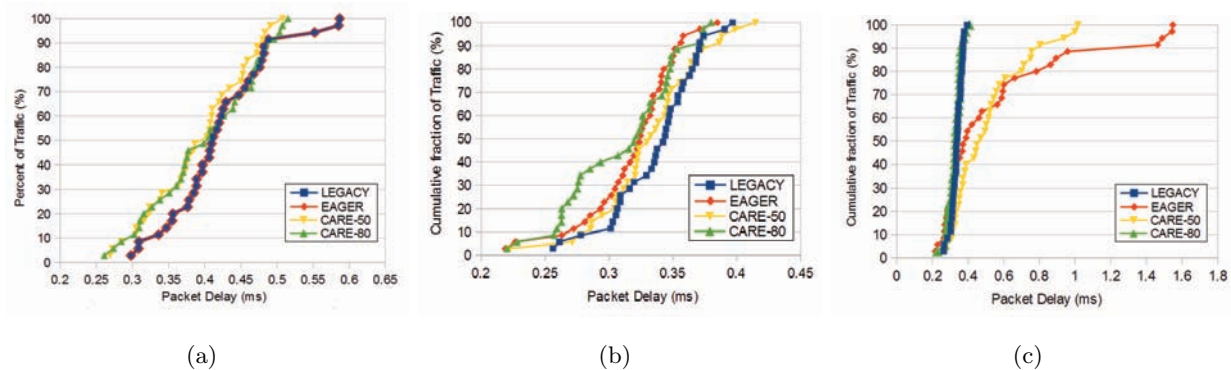 Percent of Traffic (%)
100
90
80
70
60
50
40
30
20
10
0
0.2 0.25 0.3 0.35 0.4 0.45 0.5 0.55 0.6 0.65
Packet Delay (ms)
LEGACY
EAGER
CARE-50
CARE-80
(a)
Cumulative fraction of Traffic (%)
100
90
80
70
60
50
40
30
20
10
0
0.2 0.25 0.3 0.35 0.4 0.45
Packet Delay (ms)
LEGACY
EAGER
CARE-50
CARE-80
(b)
Cumulative fraction of Traffic (%)
100
90
80
70
60
50
40
30
20
10
0
0 0.2 0.4 0.6 0.8 1 1.2 1.4 1.6 1.8
Packet Delay (ms)
LEGACY
EAGER
CARE-50
CARE-80
(c)